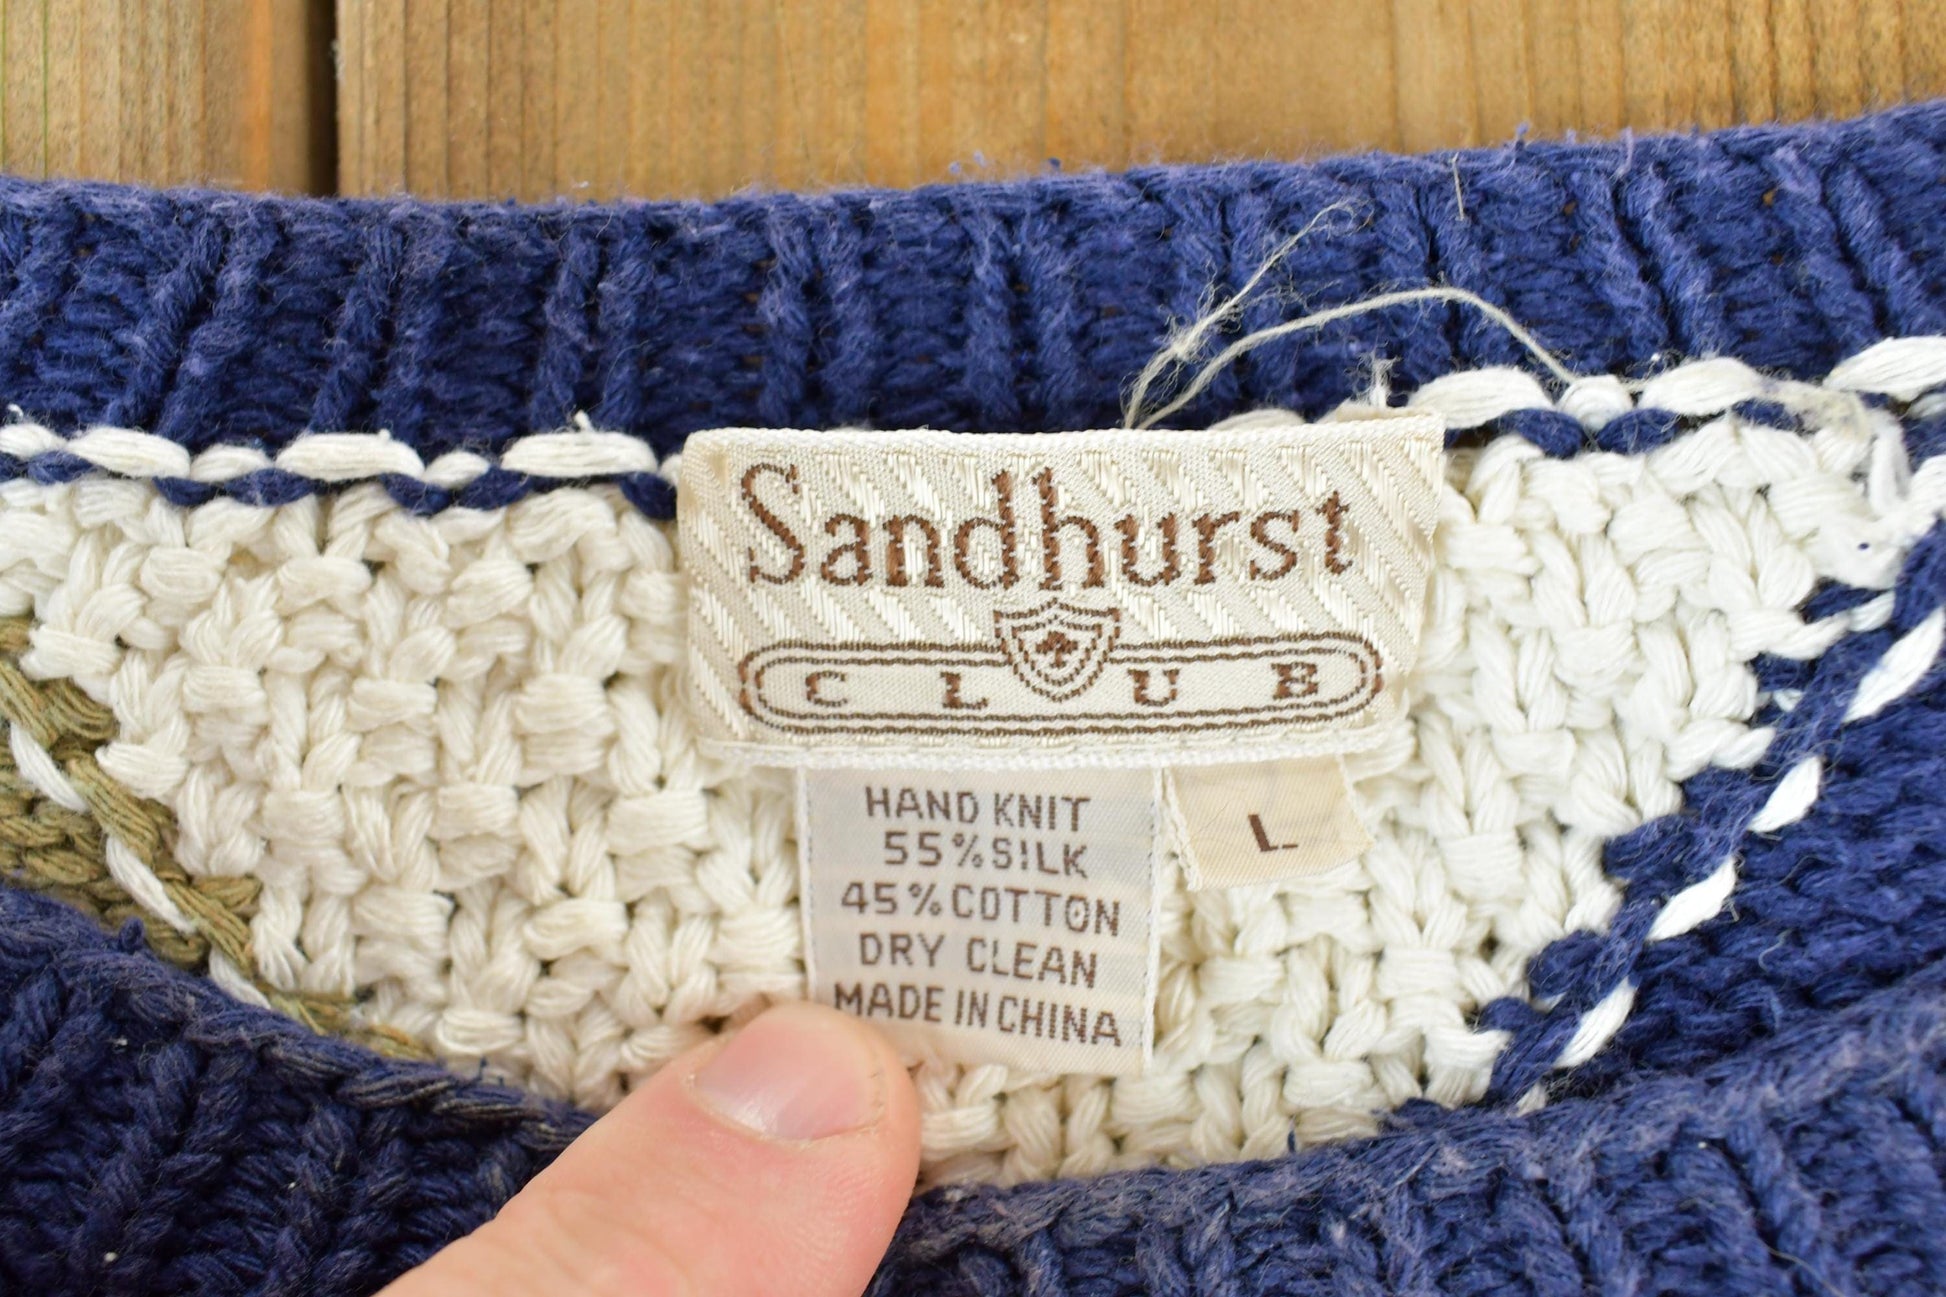 Sandhurst
CLUB
HAND KNIT
55% SILK
45% COTTON
DRY CLEAN
MADE IN CHINA
L